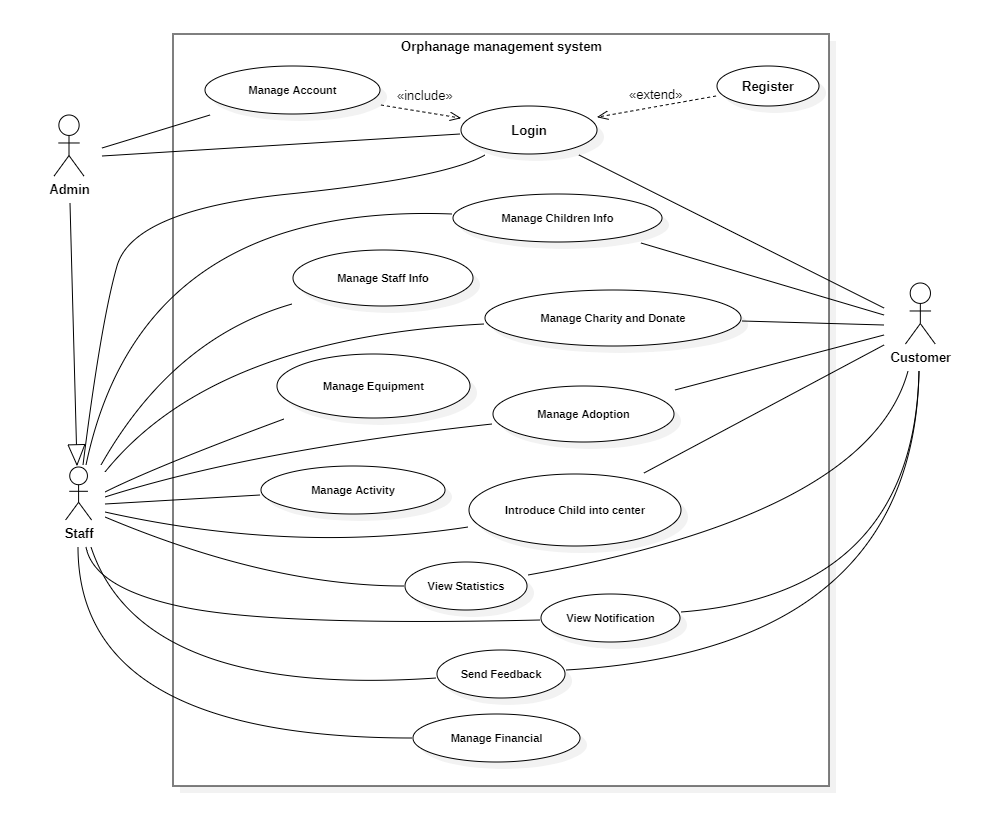 Orphanage management system
Manage Account
«include»
«extend»
Register
Login
Admin
Manage Children Info
Manage Staff Info
Manage Charity and Donate
Customer
Manage Equipment
Manage Adoption
Manage Activity
Introduce Child into center
Staff
View Statistics
View Notification
Send Feedback
Manage Financial